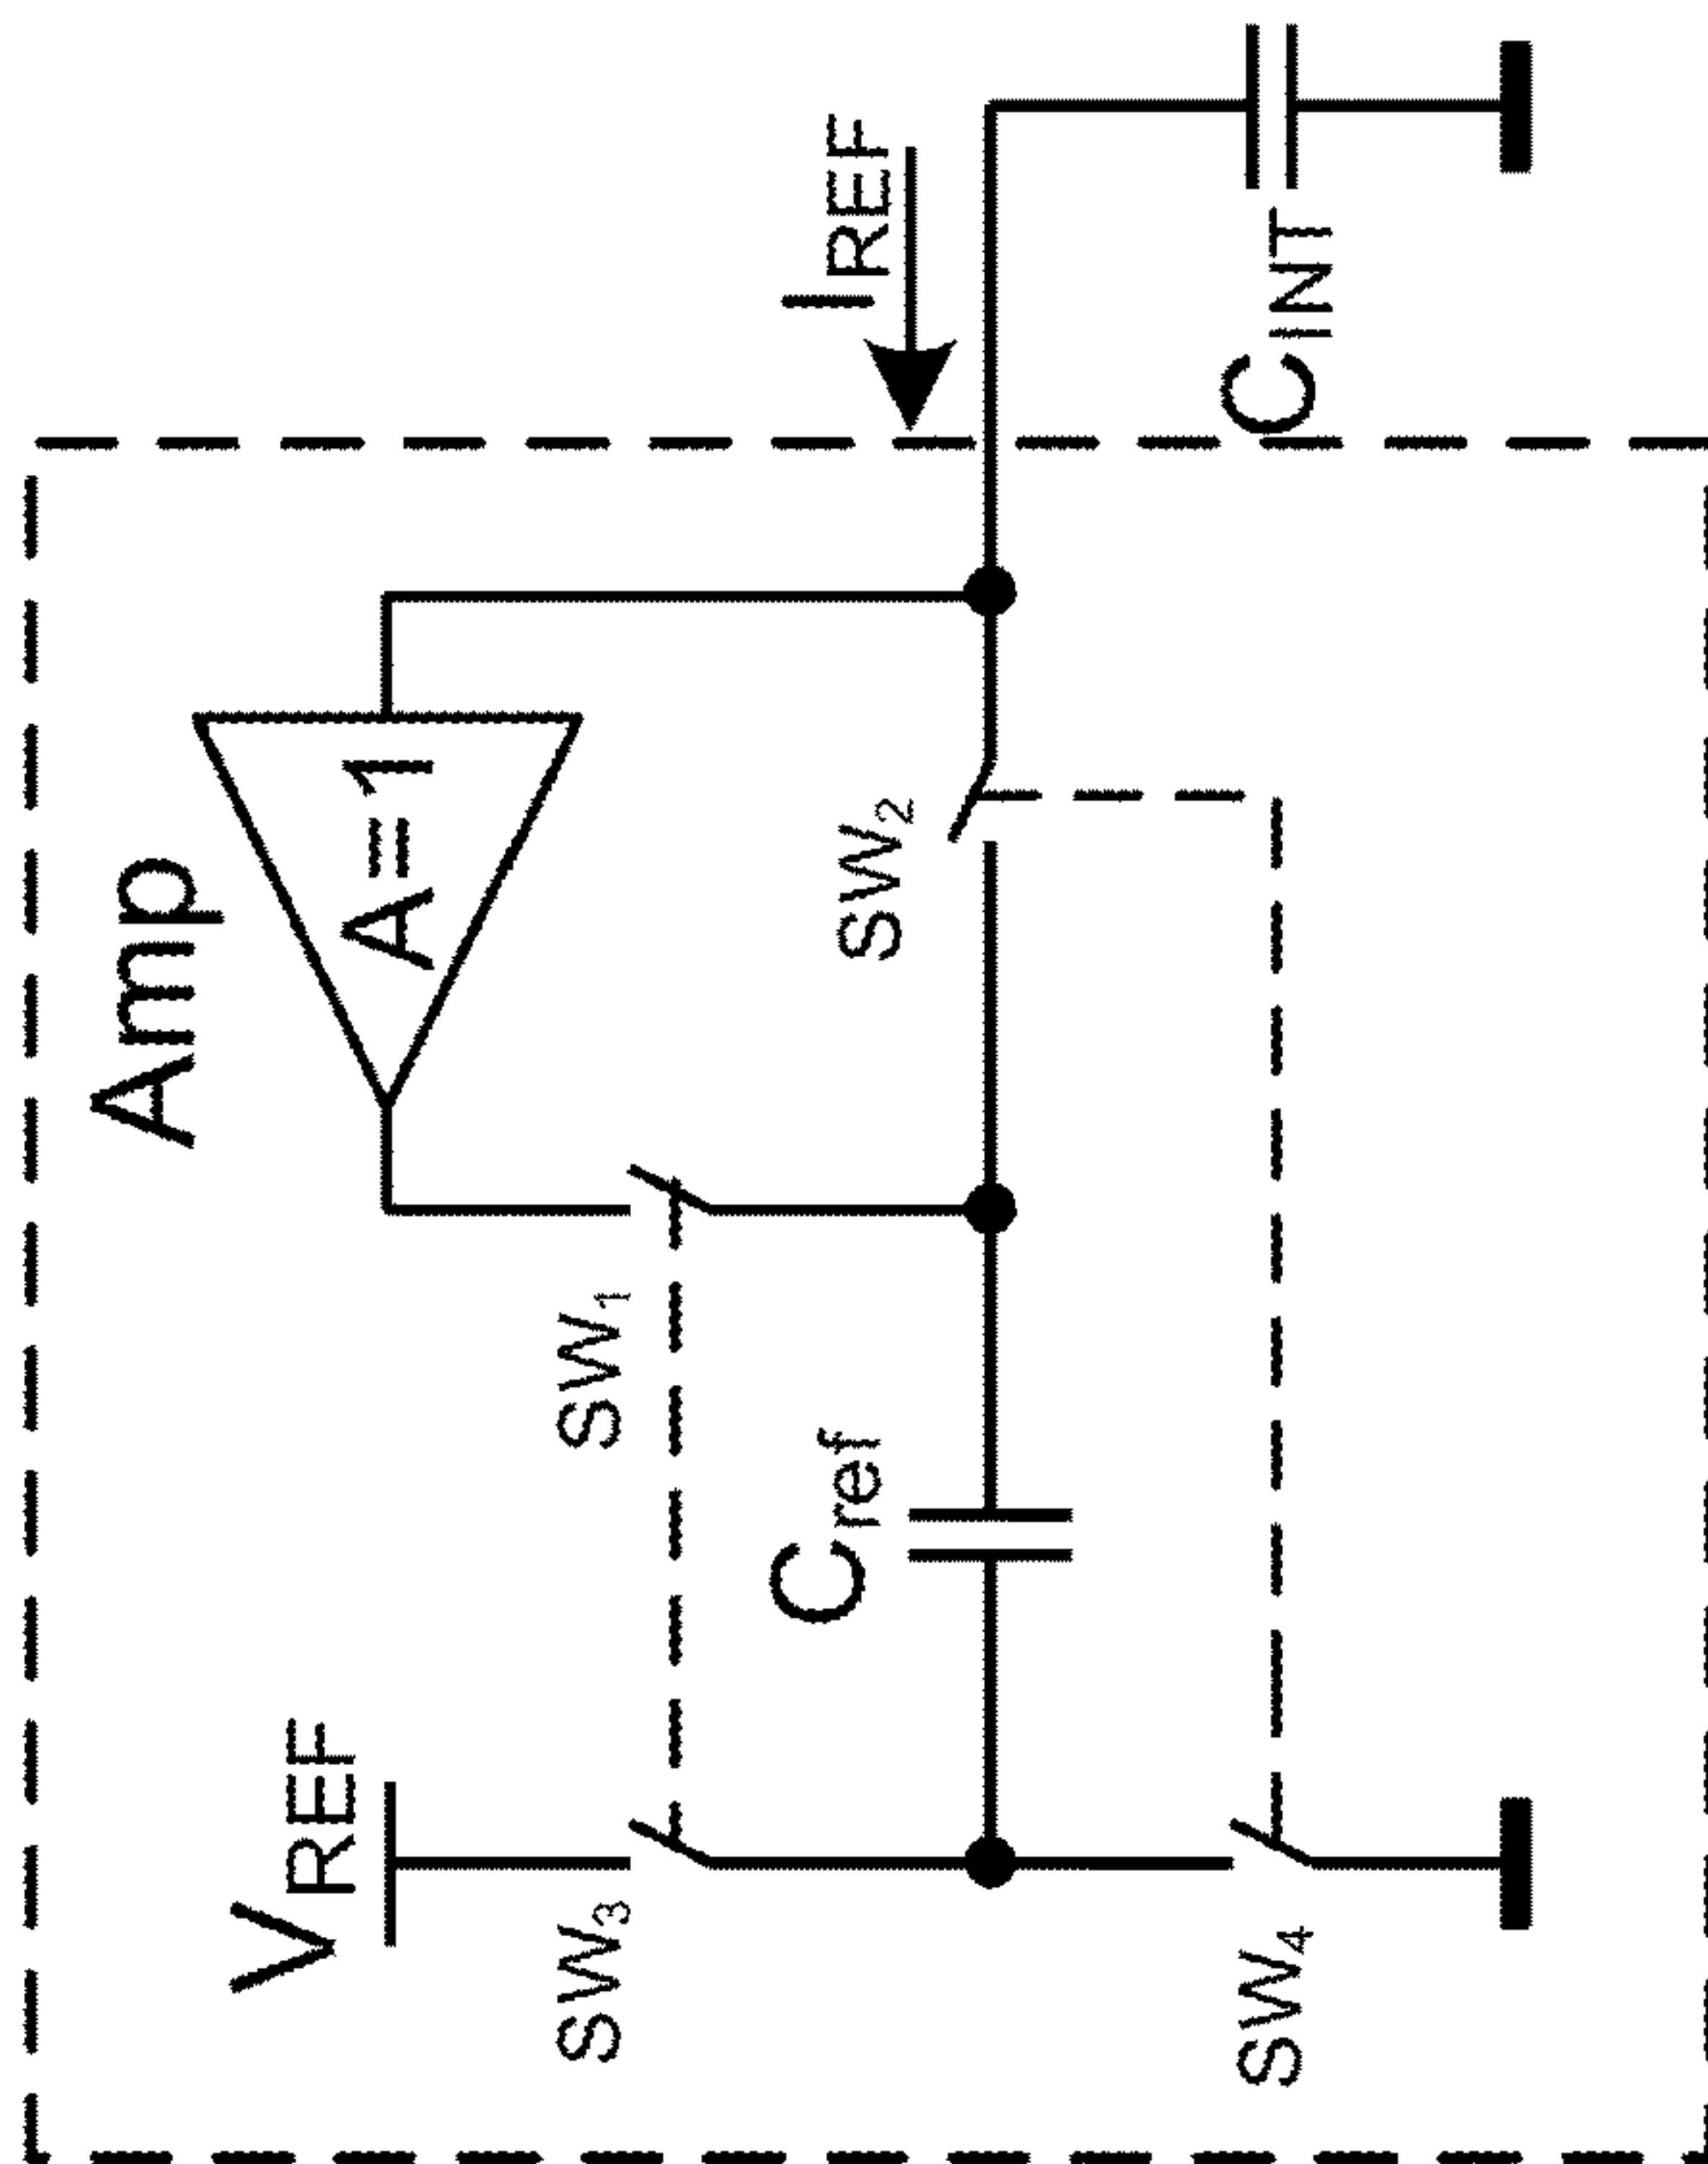 Amp
A=1
VREF
SW3
SW1
Cref
SW2
IREF
SW4
CINT